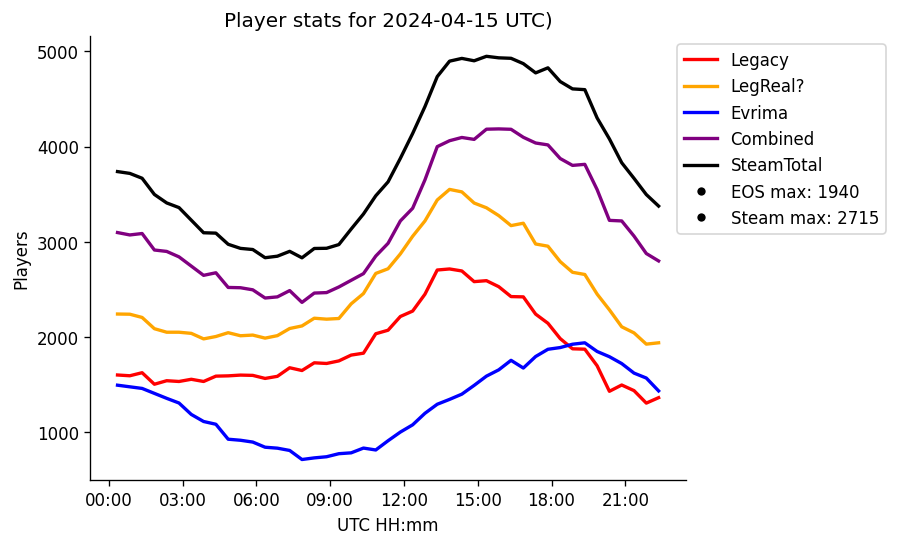 Player stats for 2024-04-15 UTC)
5000
4000
3000
2000
1000
Players
00:00 03:00 06:00 09:00 12:00 15:00 18:00 21:00
UTC HH:mm
Legacy
LegReal?
Evrima
Combined
SteamTotal
EOS max: 1940
Steam max: 2715